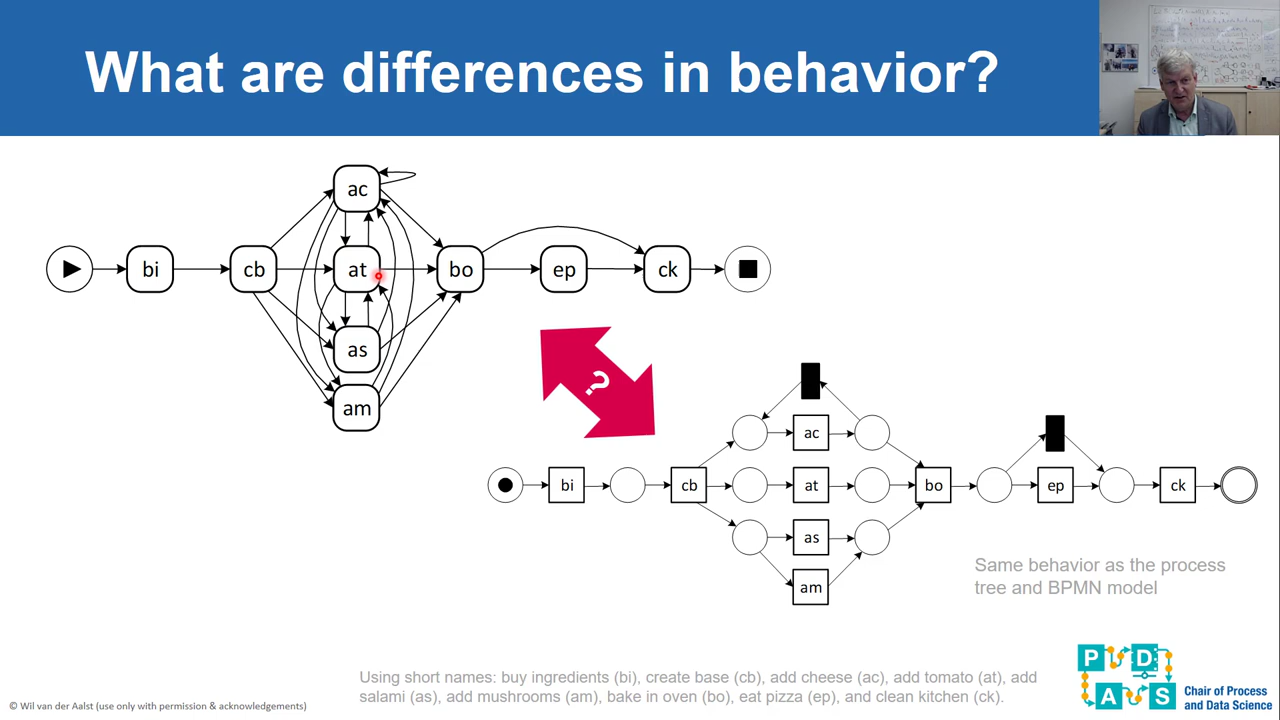 What are differences in behavior?
ac
bi
cb
at
bo
ep
ck
as
am
?
ac
bi
cb
at
bo
ep
ck
as
am
Same behavior as the process
tree and BPMN model
Using short names: buy ingredients (bi), create base (cb), add cheese (ac), add tomato (at), add
salami (as), add mushrooms (am), bake in oven (bo), eat pizza (ep), and clean kitchen (ck).
© Wil van der Aalst (use only with permission & acknowledgements)
P D
A S
Chair of Process
and Data Science